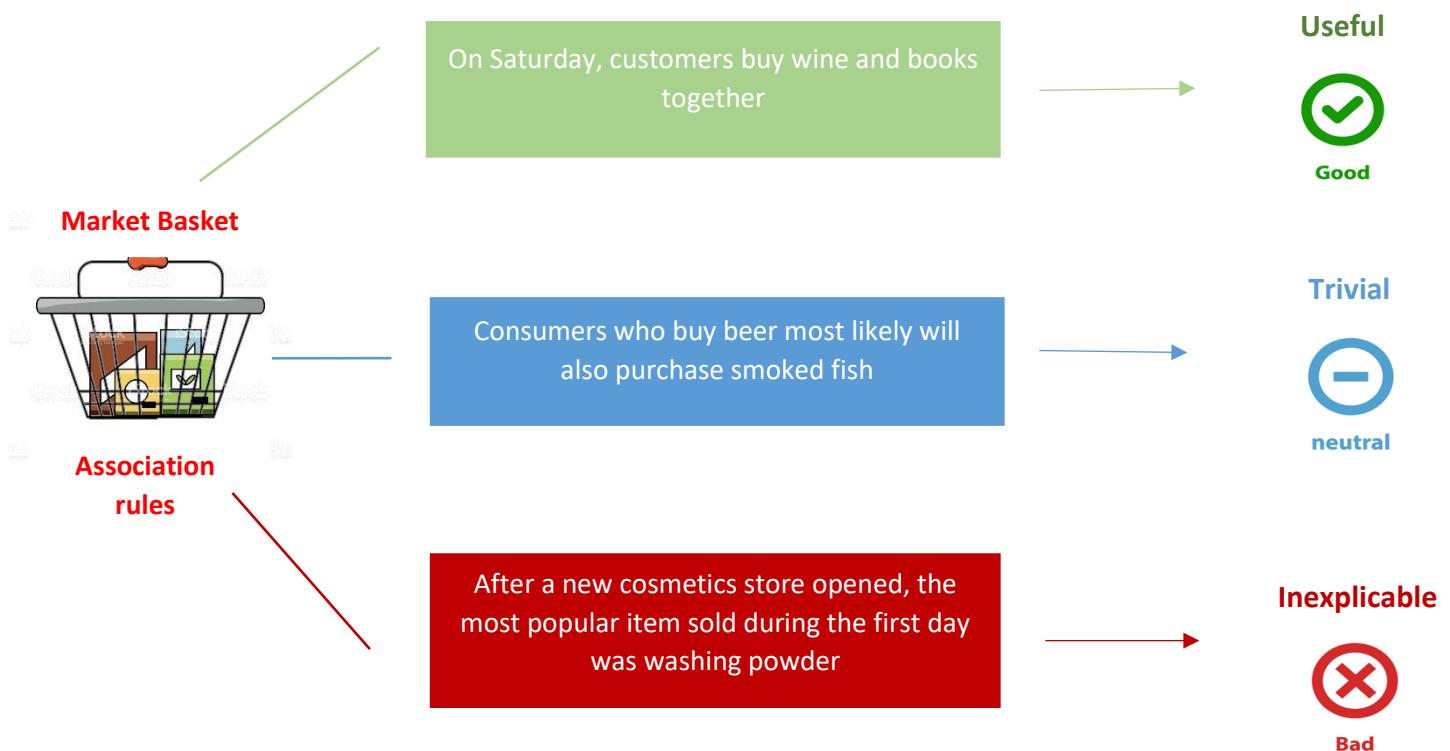 On Saturday, customers buy wine and books
together
Useful
Good
Market Basket
Consumers who buy beer most likely will
also purchase smoked fish
Trivial
neutral
Association
rules
After a new cosmetics store opened, the
most popular item sold during the first day
was washing powder
Inexplicable
Bad